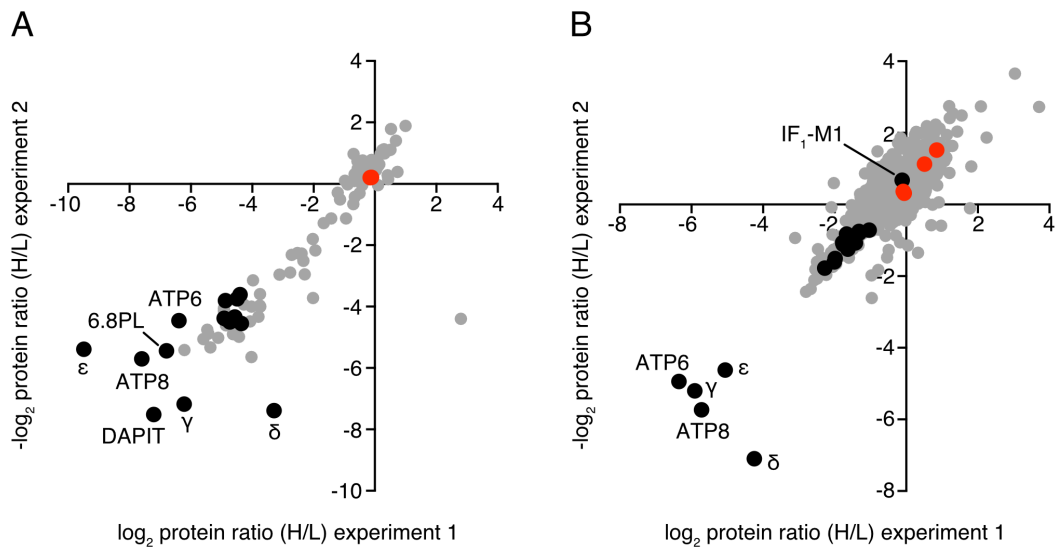 A
-log₂ protein ratio (H/L) experiment 2
4
2
-10 -8 -6 -4 -2 2 4
-2
-4
-6
-8
-10
ATP6
6.8PL
ε
ATP8
DAPIT
γ
δ
log₂ protein ratio (H/L) experiment 1
B
-log₂ protein ratio (H/L) experiment 2
4
2
IF₁-M1
-8 -6 -4 -2 2 4
-2
-4
-6
-8
ATP6
ε
γ
ATP8
δ
log₂ protein ratio (H/L) experiment 1